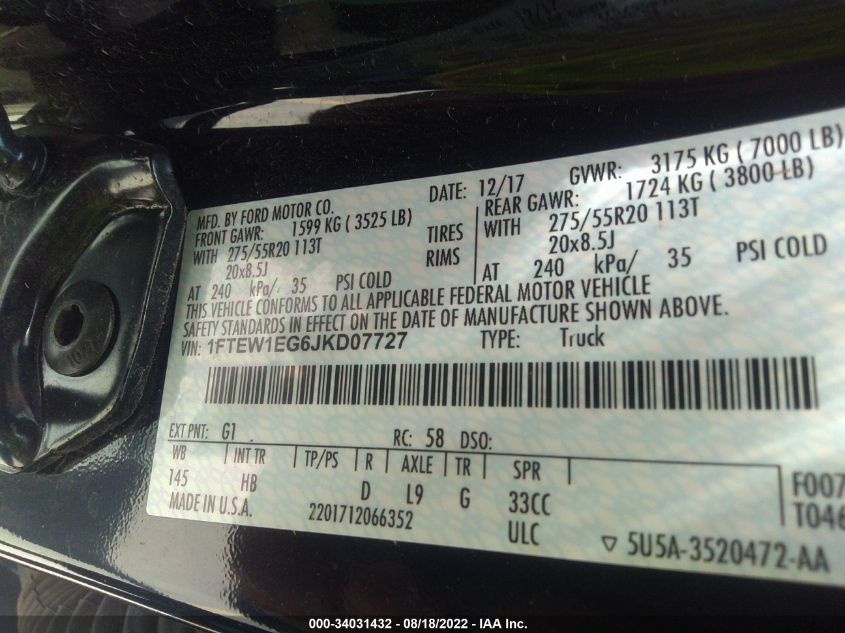 MFD. BY FORD MOTOR CO.
DATE: 12/17
GVWR: 3175 KG ( 7000 LB)
FRONT GAWR: 1599 KG ( 3525 LB)
REAR GAWR: 1724 KG ( 3800 LB)
WITH 275/55R20 113T TIRES
WITH 275/55R20 113T
20x8.5J RIMS
20x8.5J
AT 240 kPa/ 35 PSI COLD
AT 240 kPa/ 35 PSI COLD
THIS VEHICLE CONFORMS TO ALL APPLICABLE FEDERAL MOTOR VEHICLE
SAFETY STANDARDS IN EFFECT ON THE DATE OF MANUFACTURE SHOWN ABOVE.
VIN: 1FTEW1EG6JKD07727 TYPE: Truck
EXT PNT: G1 RC: 58 DSO:
WB INT TR TP/PS R AXLE TR SPR
145 HB D L9 G 33CC
F007
MADE IN U.S.A. 2201712066352 ULC
T046
▽ 5U5A-3520472-AA
000-34031432 - 08/18/2022 - IAA Inc.